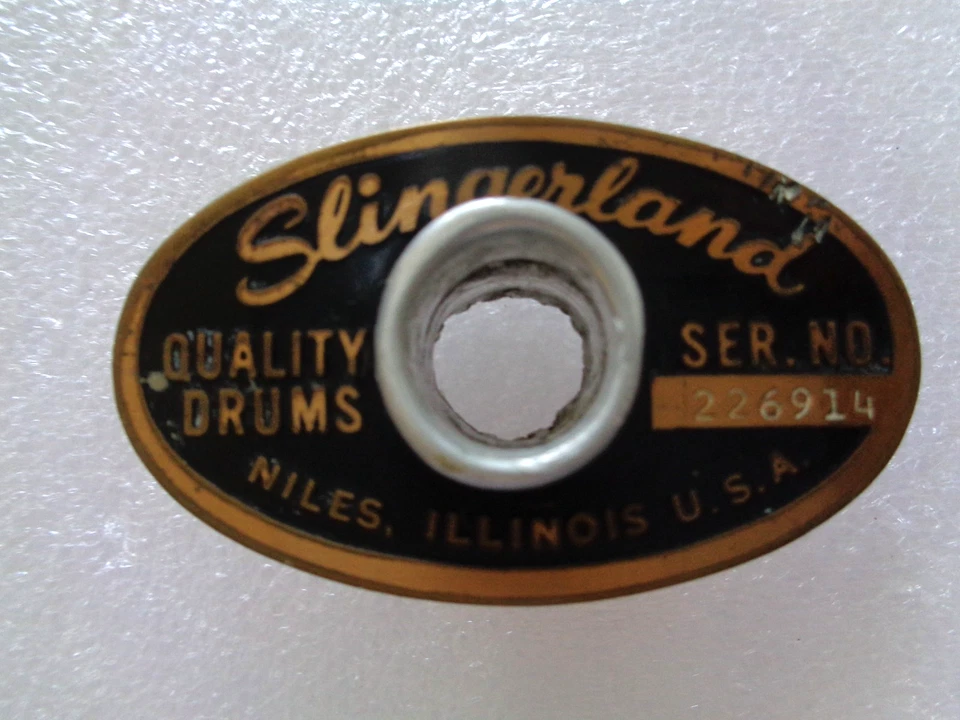 Slingerland
QUALITY
DRUMS
SER. NO.
226914
NILES, ILLINOIS U.S.A.